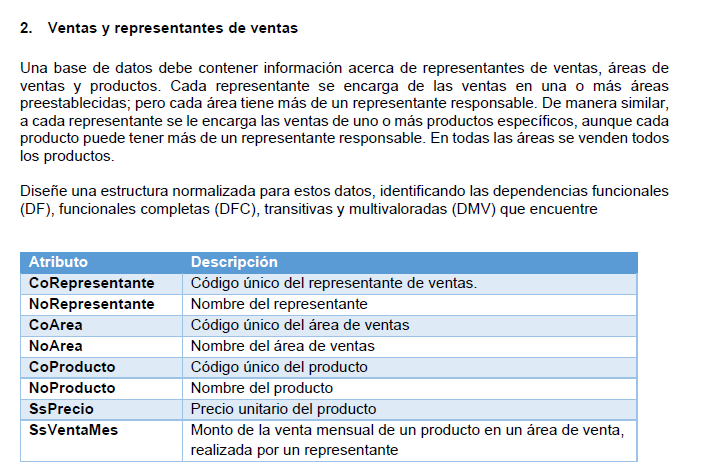 2. Ventas y representantes de ventas
Una base de datos debe contener información acerca de representantes de ventas, áreas de
ventas y productos. Cada representante se encarga de las ventas en una o más áreas
preestablecidas; pero cada área tiene más de un representante responsable. De manera similar,
a cada representante se le encarga las ventas de uno o más productos específicos, aunque cada
producto puede tener más de un representante responsable. En todas las áreas se venden todos
los productos.
Diseñe una estructura normalizada para estos datos, identificando las dependencias funcionales
(DF), funcionales completas (DFC), transitivas y multivaloradas (DMV) que encuentre
Atributo Descripción
CoRepresentante Código único del representante de ventas.
NoRepresentante Nombre del representante
CoArea Código único del área de ventas
NoArea Nombre del área de ventas
CoProducto Código único del producto
NoProducto Nombre del producto
SsPrecio Precio unitario del producto
SsVentaMes Monto de la venta mensual de un producto en un área de venta,
realizada por un representante